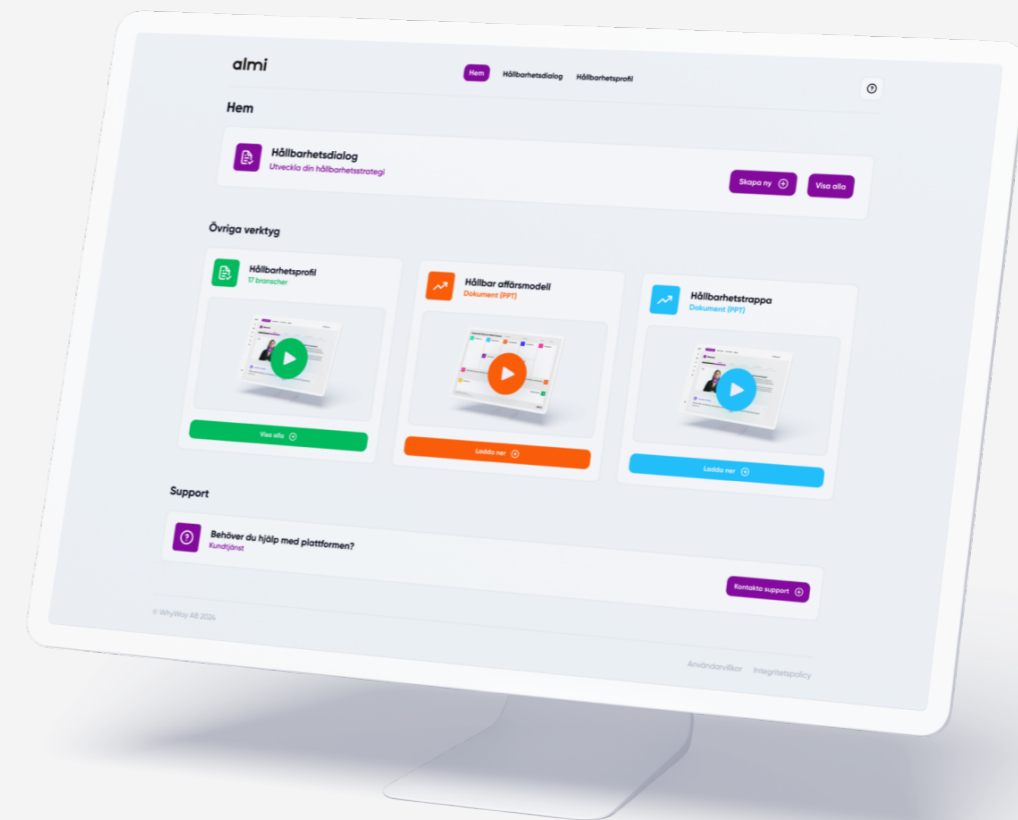 almi
Hem Hållbarhetsdialog Hållbarhetsprofil
Hem
Hållbarhetsdialog
Utveckla din hållbarhetsstrategi
Skapa ny
Visa alla
Övriga verktyg
Hållbarhetsprofil
17 branscher
Visa alla
Hållbar affärsmodell
Dokument (PPT)
Ladda ner
Hållbarhetstrappa
Dokument (PPT)
Ladda ner
Support
Behöver du hjälp med plattformen?
Kundtjänst
Kontakta support
© WhyWay AB 2024
Användarvillkor Integritetspolicy